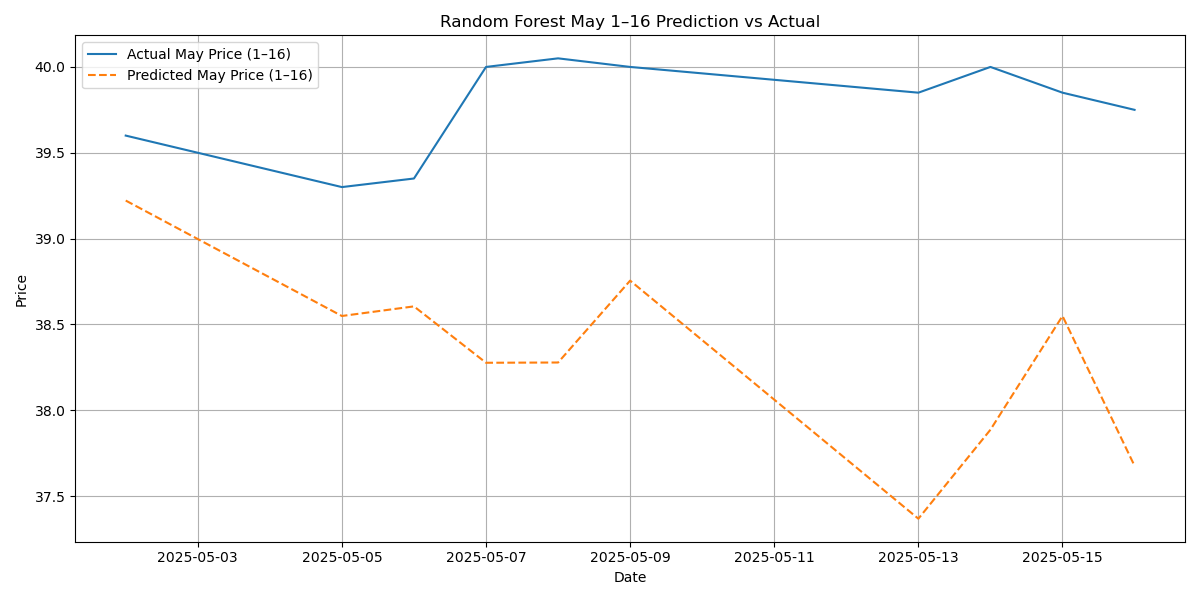 Random Forest May 1–16 Prediction vs Actual
Actual May Price (1–16)
Predicted May Price (1–16)
40.0
39.5
39.0
38.5
38.0
37.5
Price
2025-05-03
2025-05-05
2025-05-07
2025-05-09
2025-05-11
2025-05-13
2025-05-15
Date